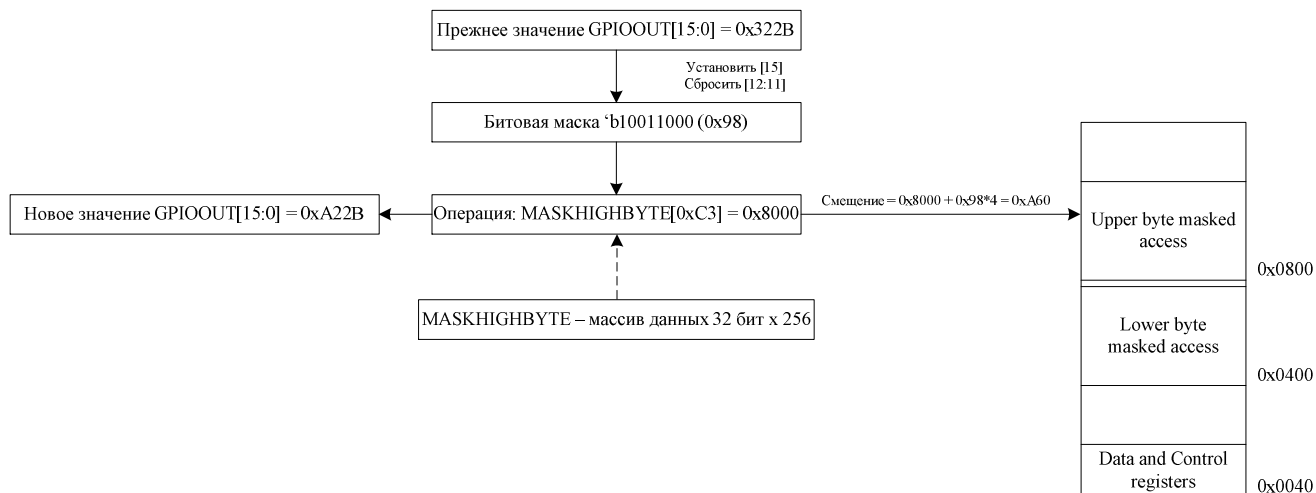 Прежнее значение GPIOOUT[15:0] = 0x322B
Установить [15]
Сбросить [12:11]
Битовая маска ‘b10011000 (0x98)
Новое значение GPIOOUT[15:0] = 0xA22B
Операция: MASKHIGHBYTE[0xC3] = 0x8000
Смещение = 0x8000 + 0x98*4 = 0xA60
MASKHIGHBYTE – массив данных 32 бит x 256
Upper byte masked
access
0x0800
Lower byte
masked access
0x0400
Data and Control
registers
0x0040